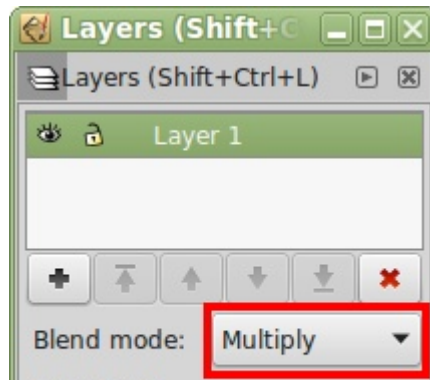 Layers (Shift+C
Layers (Shift+Ctrl+L)
Layer 1
Blend mode: Multiply